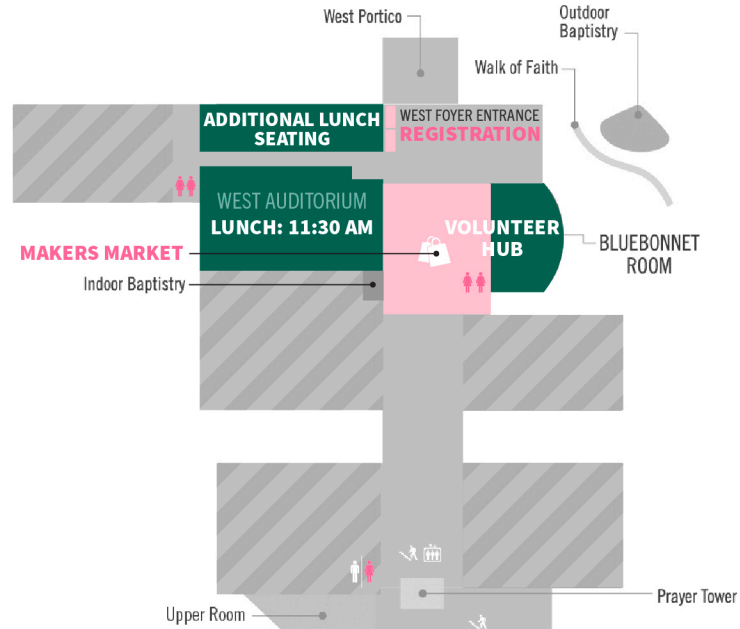 West Portico
Outdoor
Baptistry
Walk of Faith
ADDITIONAL LUNCH
SEATING
WEST FOYER ENTRANCE
REGISTRATION
WEST AUDITORIUM
LUNCH: 11:30 AM
VOLUNTEER
HUB
BLUEBONNET
ROOM
MAKERS MARKET
Indoor Baptistry
Prayer Tower
Upper Room